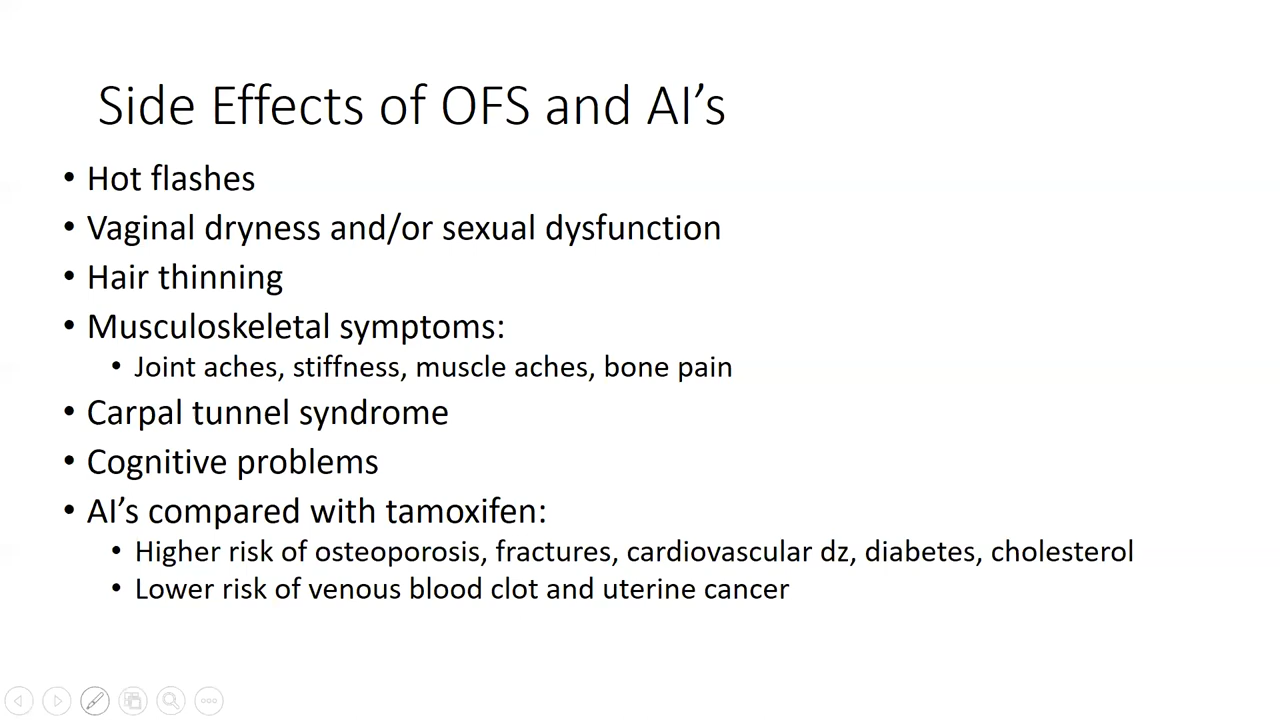 Side Effects of OFS and AI's
• Hot flashes
• Vaginal dryness and/or sexual dysfunction
• Hair thinning
• Musculoskeletal symptoms:
• Joint aches, stiffness, muscle aches, bone pain
• Carpal tunnel syndrome
• Cognitive problems
• AI's compared with tamoxifen:
• Higher risk of osteoporosis, fractures, cardiovascular dz, diabetes, cholesterol
• Lower risk of venous blood clot and uterine cancer